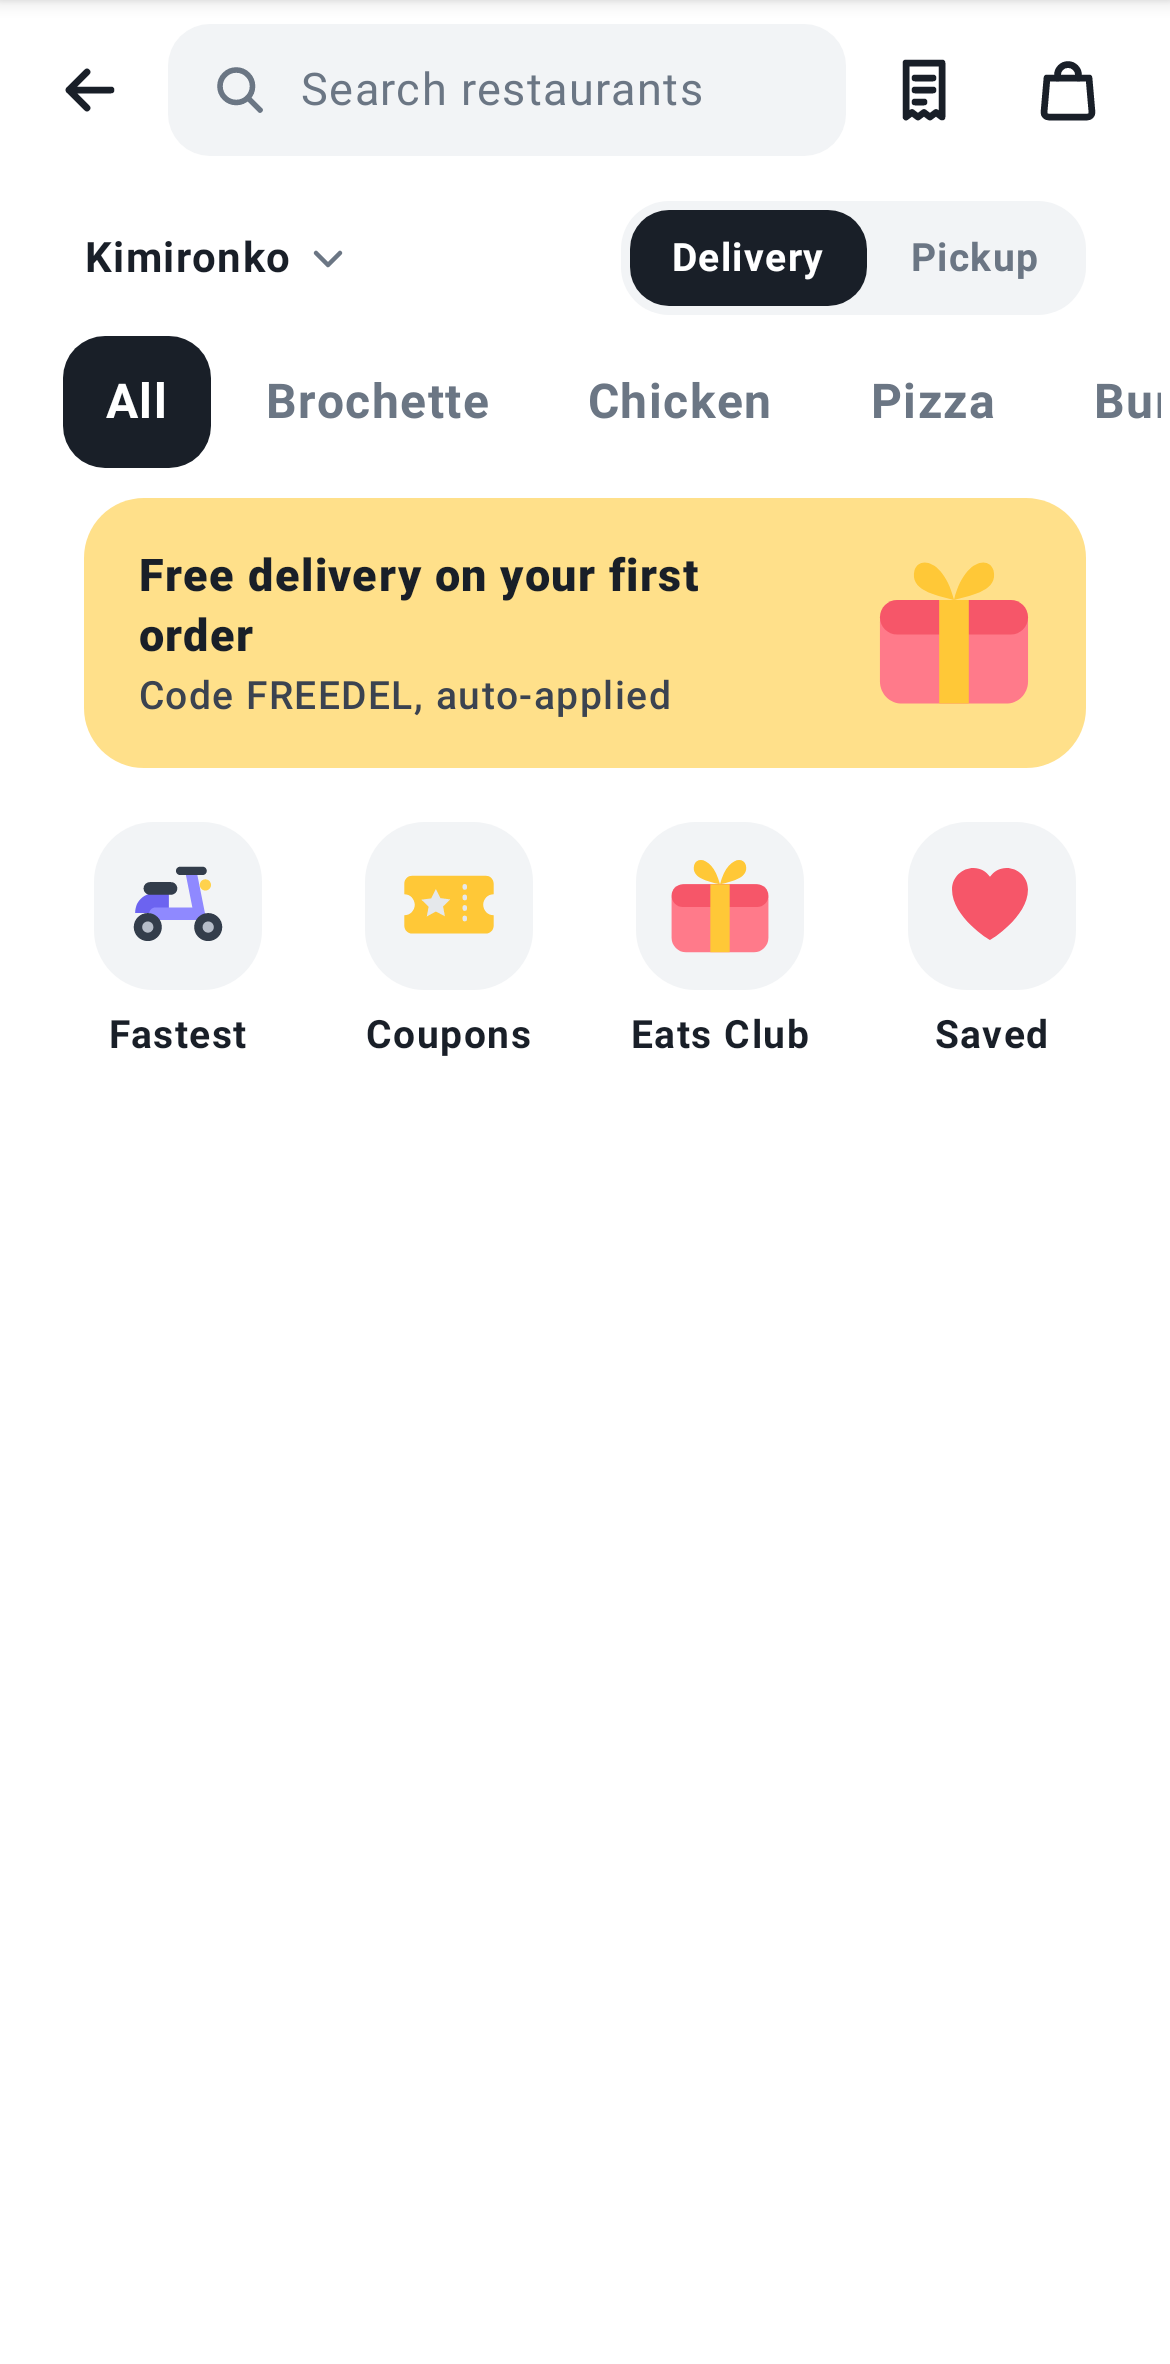 Search restaurants
Kimironko
Delivery
Pickup
All
Brochette
Chicken
Pizza
Free delivery on your first
order
Code FREEDEL, auto-applied
Fastest
Coupons
Eats Club
Saved